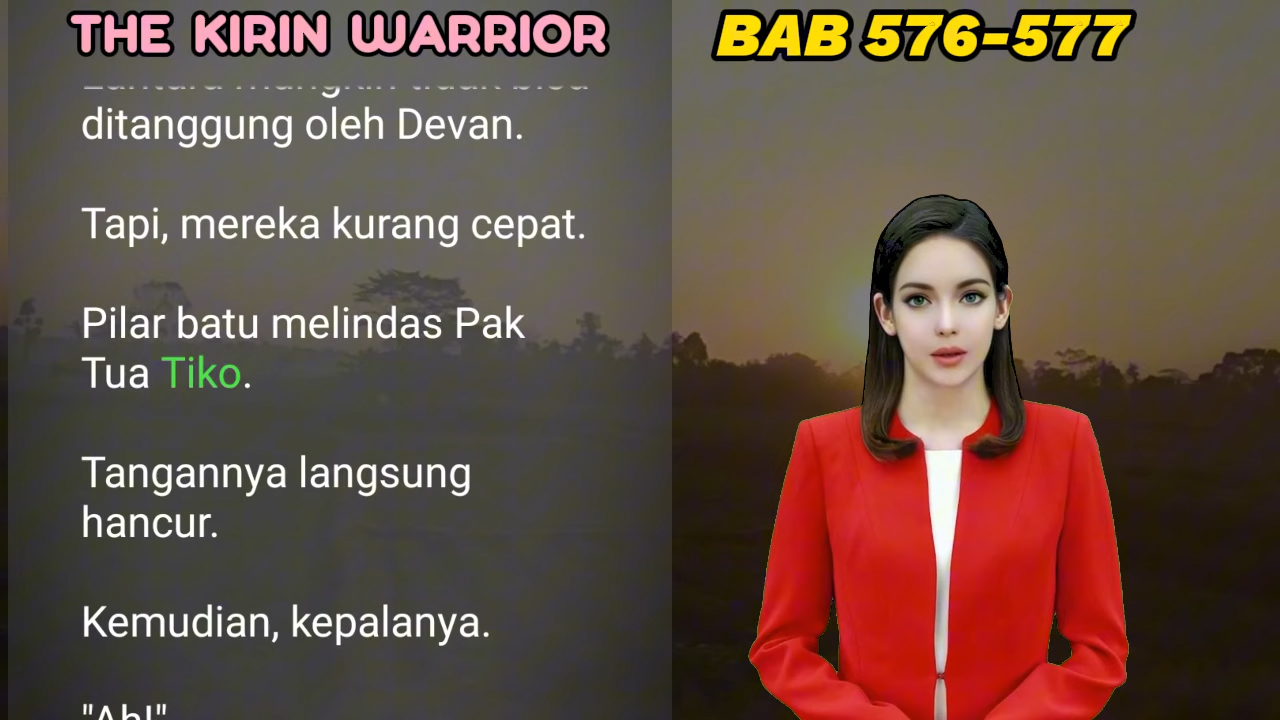 THE KIRIN WARRIOR
BAB 576-577
ditanggung oleh Devan.
Tapi, mereka kurang cepat.
Pilar batu melindas Pak
Tua Tiko.
Tangannya langsung
hancur.
Kemudian, kepalanya.
"Ah!"